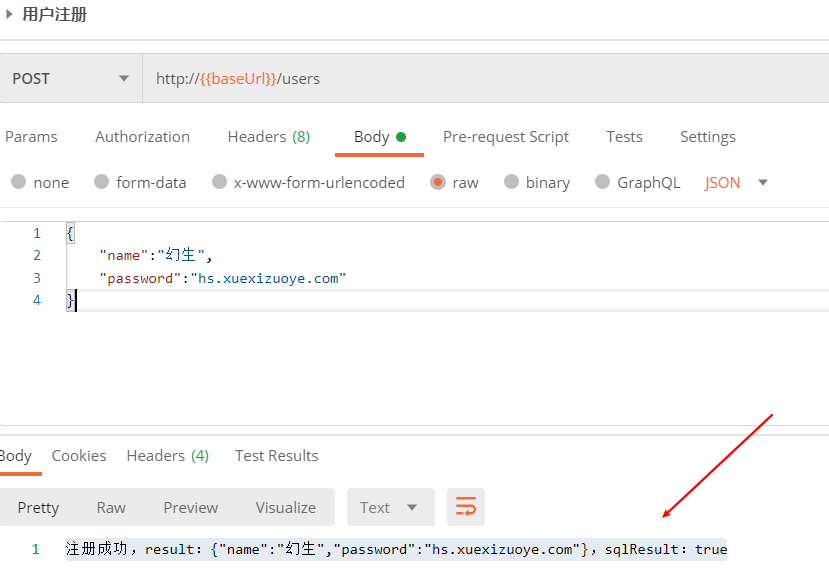 用户注册
POST http://{{baseUrl}}/users
Params Authorization Headers (8) Body Pre-request Script Tests Settings
none form-data x-www-form-urlencoded raw binary GraphQL JSON
1 {
2 "name":"幻生",
3 "password":"hs.xuexizuoye.com"
4 }
Body Cookies Headers (4) Test Results
Pretty Raw Preview Visualize Text
1 注册成功，result：{"name":"幻生","password":"hs.xuexizuoye.com"}，sqlResult：true